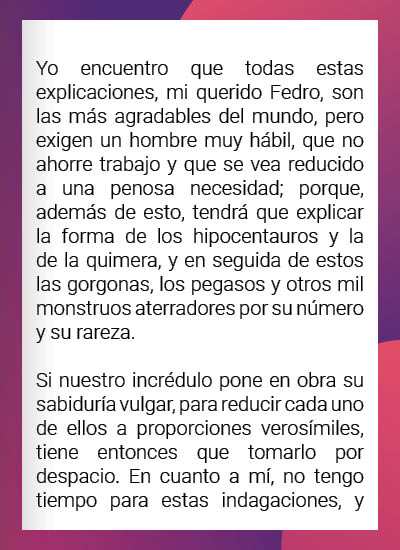 Yo encuentro que todas estas
explicaciones, mi querido Fedro, son
las más agradables del mundo, pero
exigen un hombre muy hábil, que no
ahorre trabajo y que se vea reducido
a una penosa necesidad; porque,
además de esto, tendrá que explicar
la forma de los hipocentauros y la
de la quimera, y en seguida de estos
las gorgonas, los pegasos y otros mil
monstruos aterradores por su número
y su rareza.
Si nuestro incrédulo pone en obra su
sabiduría vulgar, para reducir cada uno
de ellos a proporciones verosímiles,
tiene entonces que tomarlo por
despacio. En cuanto a mí, no tengo
tiempo para estas indagaciones, y